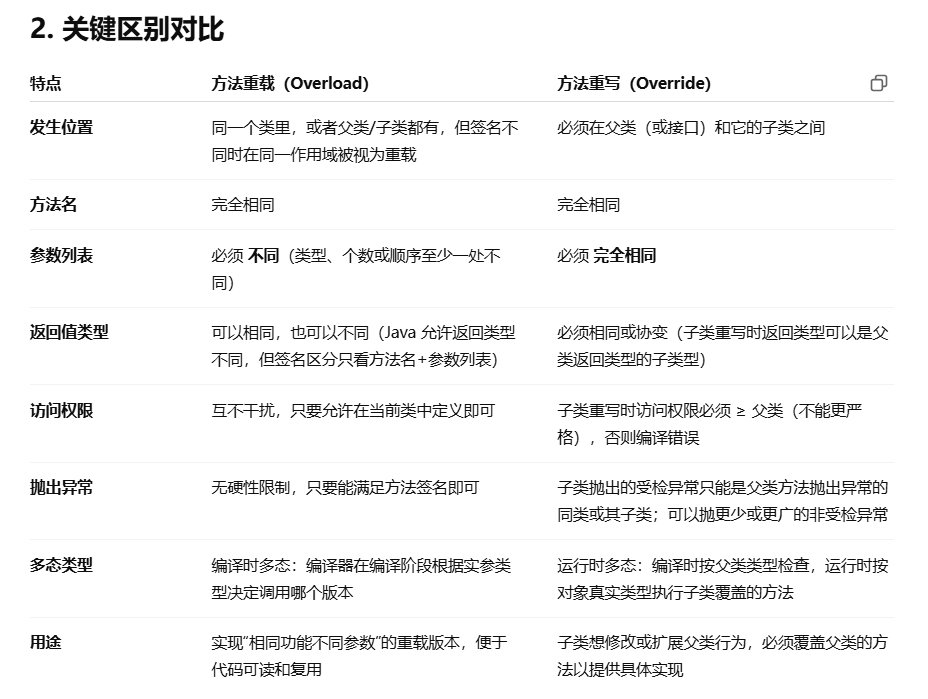 2. 关键区别对比
特点 方法重载（Overload） 方法重写（Override）
发生位置 同一个类里，或者父类/子类都有，但签名不 必须在父类（或接口）和它的子类之间
同时在同一作用域被视为重载
方法名 完全相同 完全相同
参数列表 必须 不同（类型、个数或顺序至少一处不 必须 完全相同
同）
返回值类型 可以相同，也可以不同（Java 允许返回类型 必须相同或协变（子类重写时返回类型可以是父
不同，但签名区分只看方法名+参数列表） 类返回类型的子类型）
访问权限 互不干扰，只要允许在当前类中定义即可 子类重写时访问权限必须 ≥ 父类（不能更严
格），否则编译错误
抛出异常 无硬性限制，只要能满足方法签名即可 子类抛出的受检异常只能是父类方法抛出异常的
同类或其子类；可以抛更少或更广的非受检异常
多态类型 编译时多态：编译器在编译阶段根据实参类 运行时多态：编译时按父类类型检查，运行时按
型决定调用哪个版本 对象真实类型执行子类覆盖的方法
用途 实现“相同功能不同参数”的重载版本，便于 子类想修改或扩展父类行为，必须覆盖父类的方
代码可读和复用 法以提供具体实现